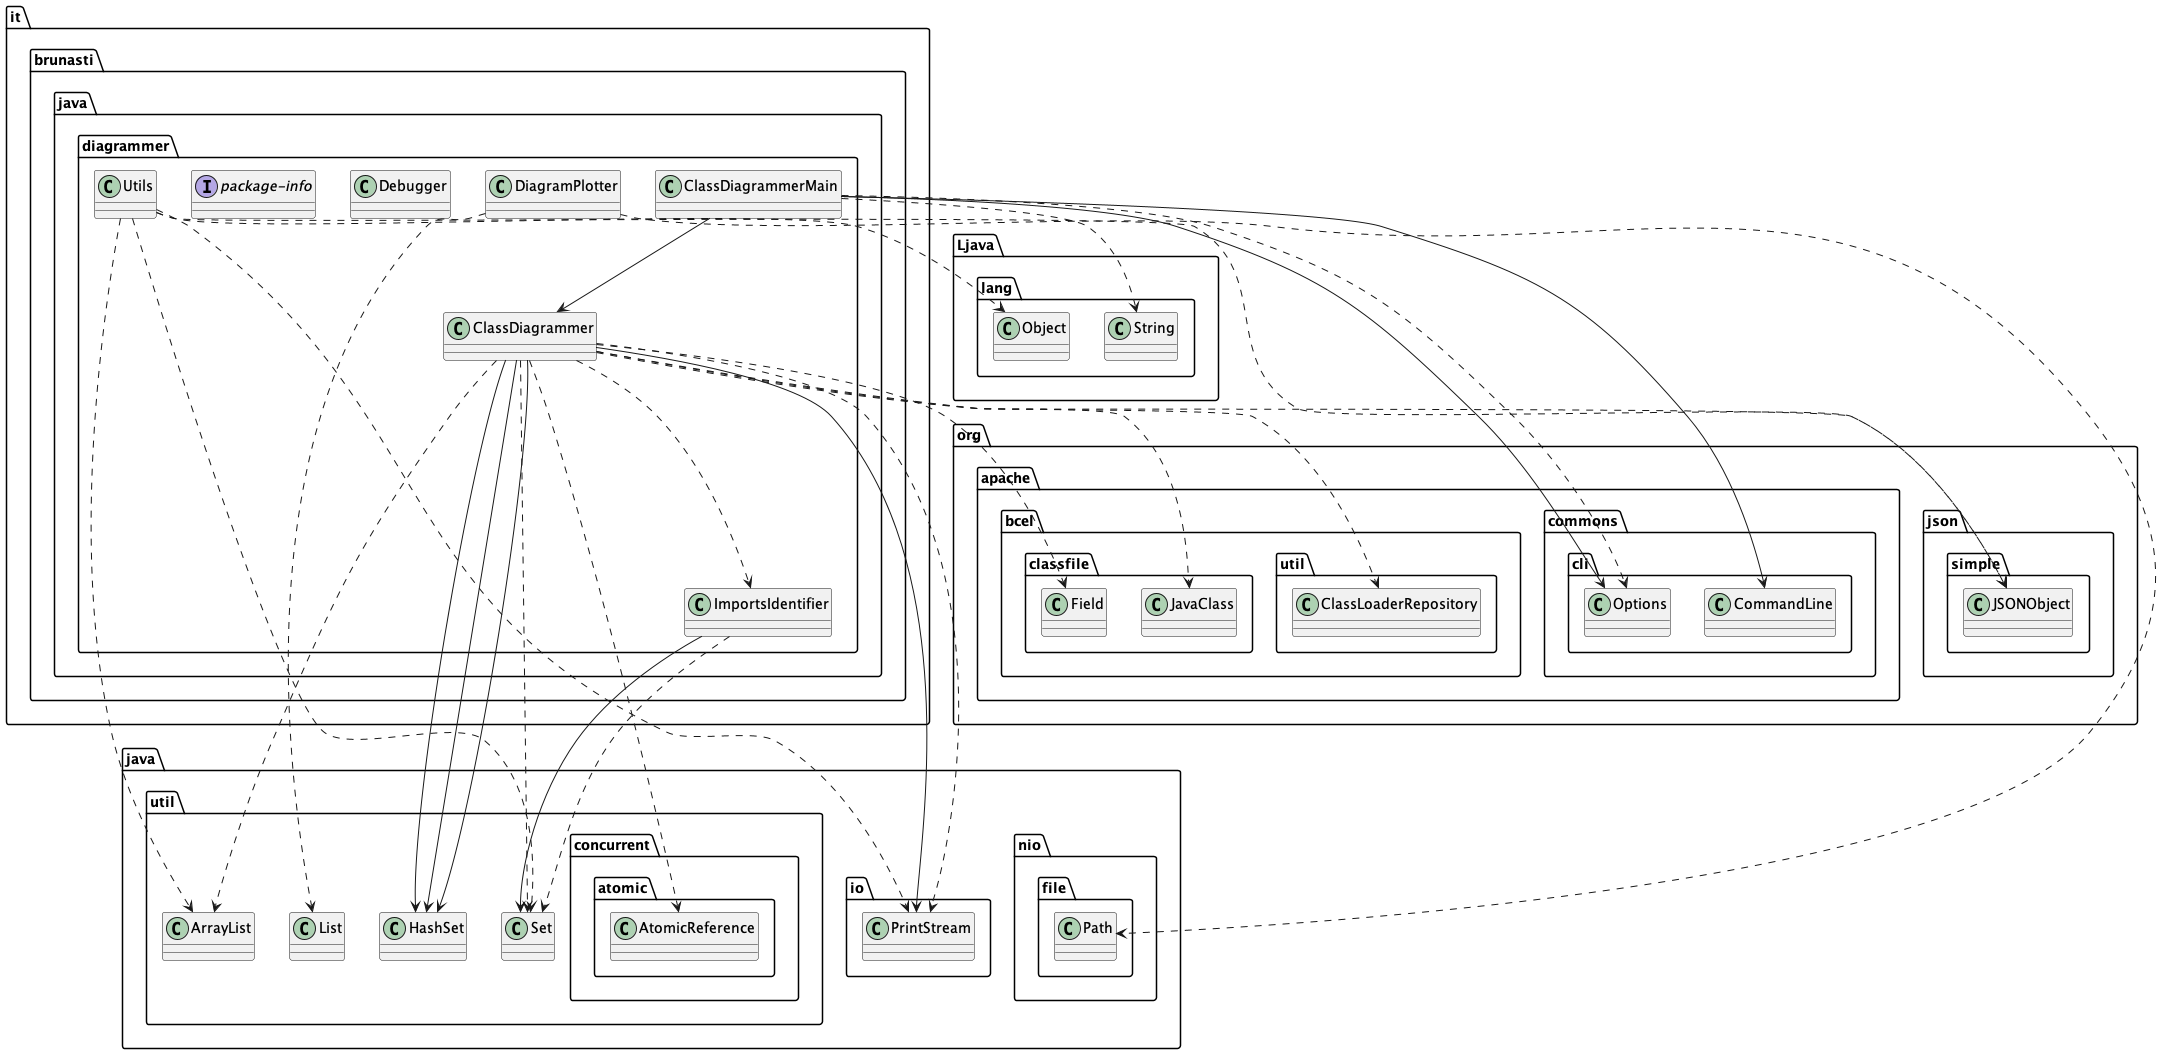 it
brunasti
java
diagrammer
C Utils
I package-info
C Debugger
C DiagramPlotter
C ClassDiagrammerMain
Ljava
lang
C ClassDiagrammer
C Object
C String
org
apache
bcel
commons
json
classfile
util
cli
simple
C ImportsIdentifier
C Field
C JavaClass
C ClassLoaderRepository
C Options
C CommandLine
C JSONObject
java
util
concurrent
nio
atomic
io
file
C ArrayList
C List
C HashSet
C Set
C AtomicReference
C PrintStream
C Path